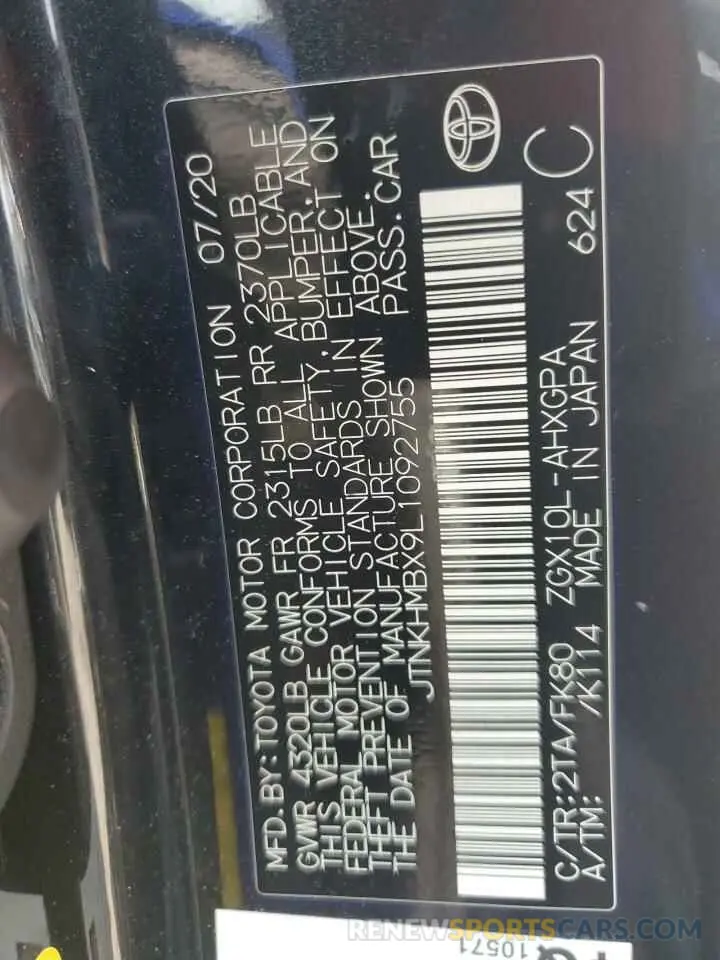 MFD.BY:TOYOTA MOTOR CORPORATION 07/20
GVWR 4320LB GAWR FR 2315LB RR 2370LB
THIS VEHICLE CONFORMS TO ALL APPLICABLE
FEDERAL MOTOR VEHICLE SAFETY,BUMPER,AND
THEFT PREVENTION STANDARDS IN EFFECT ON
THE DATE OF MANUFACTURE SHOWN ABOVE.
JTNKHMBX9L1092755 PASS.CAR
C/TR:2TA/FK80 ZGX10L-AHXGPA C
A/TM: /K114 MADE IN JAPAN 624
10571
RENEWSPORTSCARS.COM